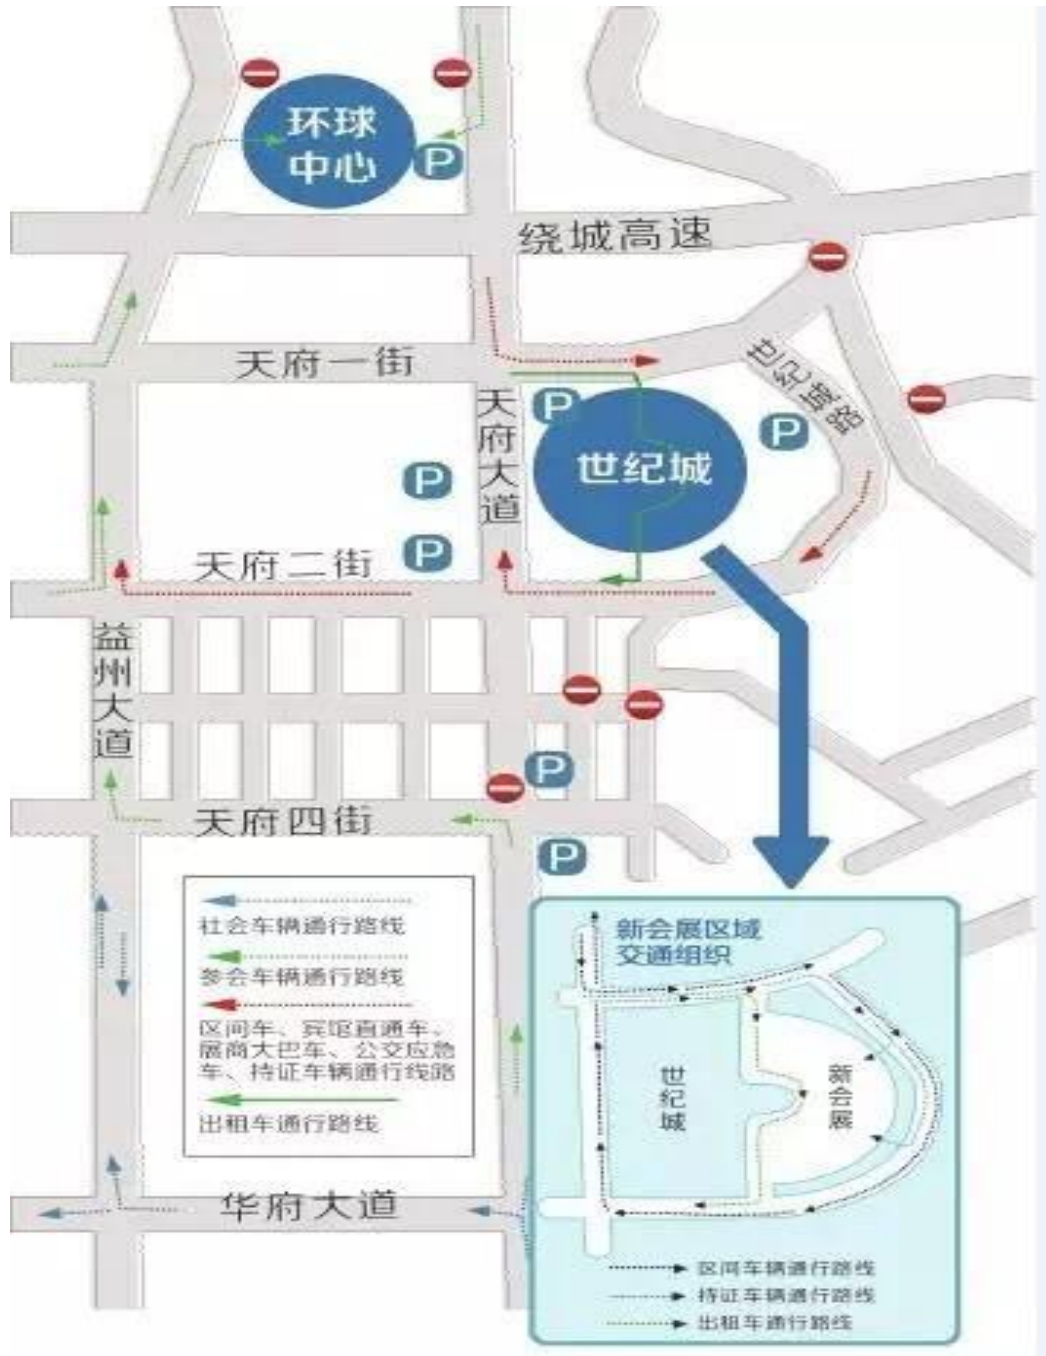 环球
中心
P
绕城高速
天府一街
世纪城路
P
P
天府大道
世纪城
P
天府二街
P
益州大道
P
天府四街
P
社会车辆通行路线
参会车辆通行路线
区间车、宾馆直通车、
展商大巴车、公交应急
车、持证车辆通行线路
出租车通行路线
华府大道
新会展区域
交通组织
世纪城
新会展
区间车辆通行路线
持证车辆通行路线
出租车通行路线